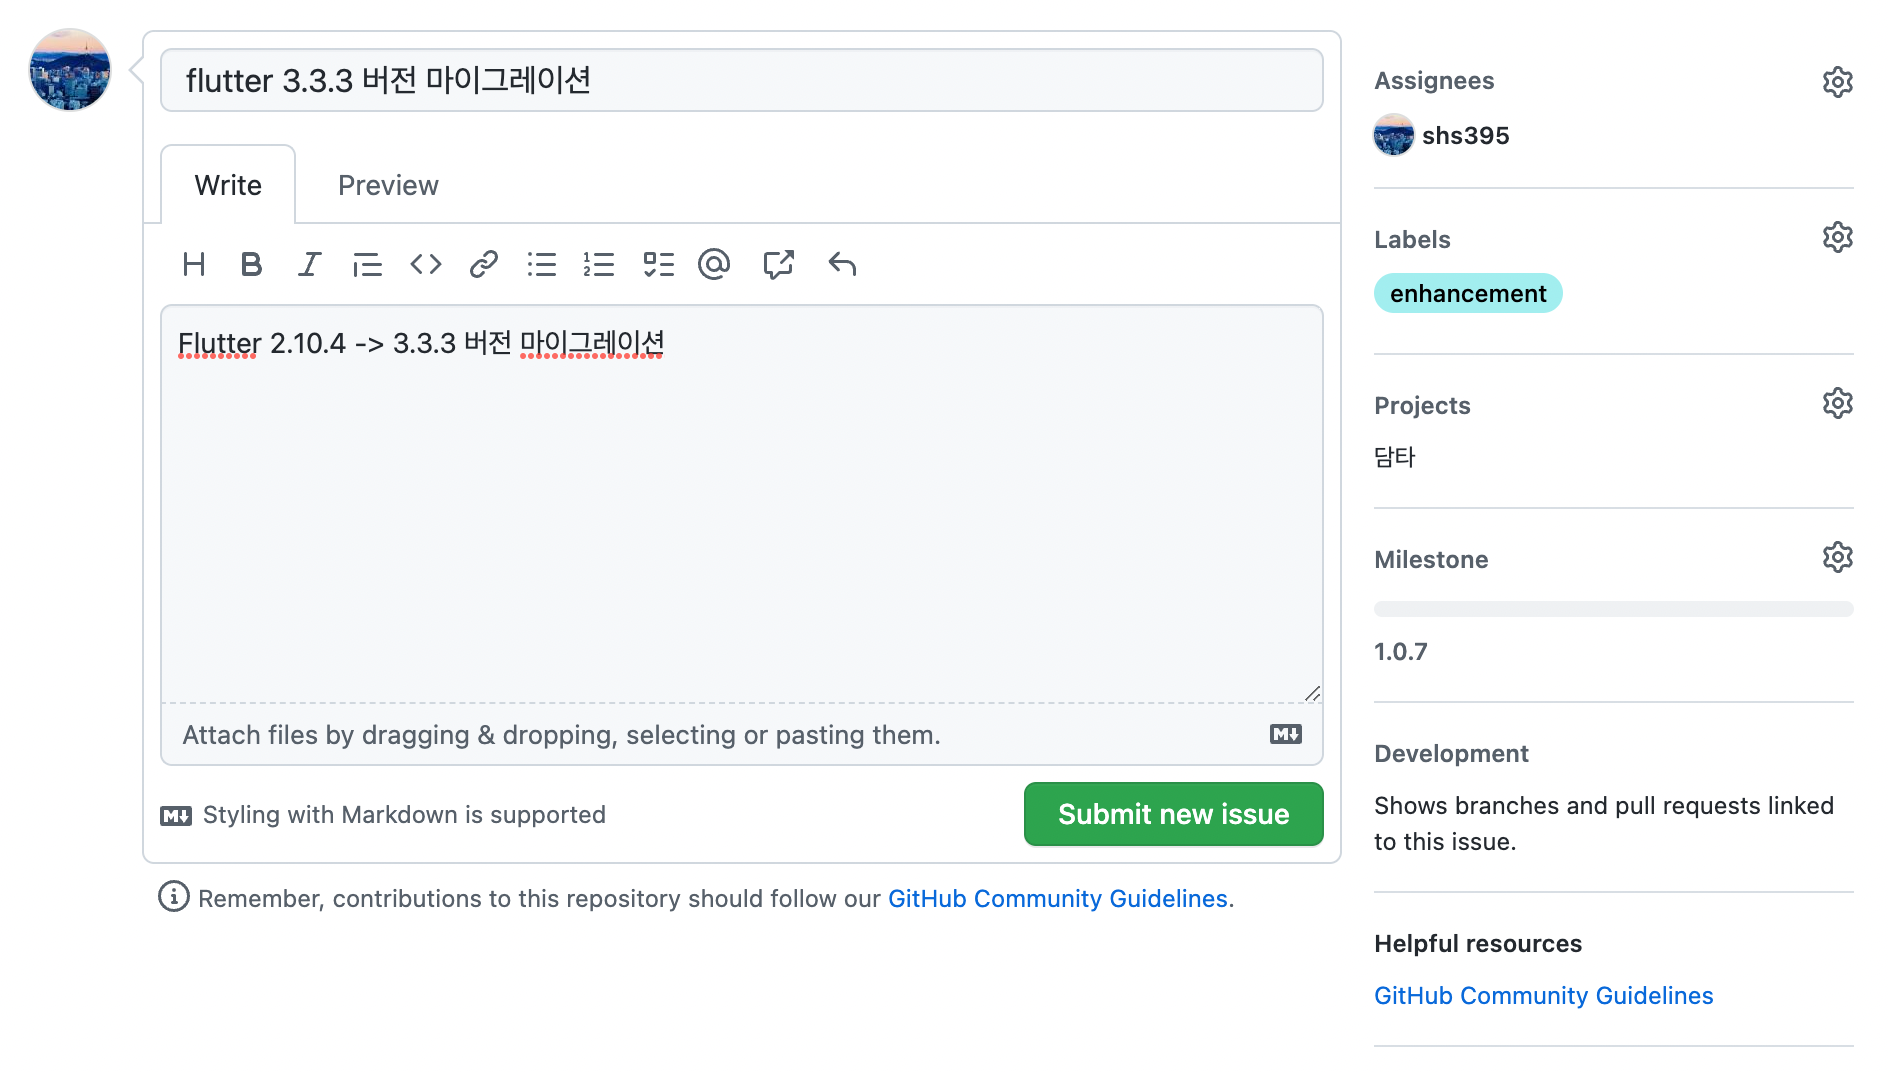 flutter 3.3.3 버전 마이그레이션
Write
Preview
Flutter 2.10.4 -> 3.3.3 버전 마이그레이션
Attach files by dragging & dropping, selecting or pasting them.
Styling with Markdown is supported
Submit new issue
Remember, contributions to this repository should follow our GitHub Community Guidelines.
Assignees
shs395
Labels
enhancement
Projects
담타
Milestone
1.0.7
Development
Shows branches and pull requests linked
to this issue.
Helpful resources
GitHub Community Guidelines